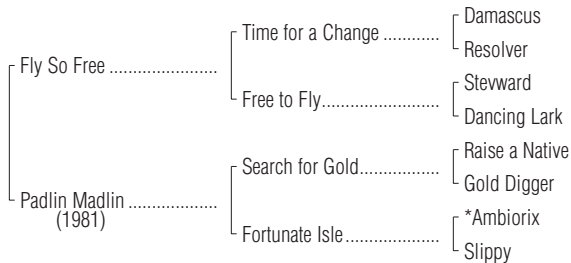 Damascus
Time for a Change ............
Resolver
Fly So Free ......................
Stevward
Free to Fly........................
Dancing Lark
Raise a Native
Search for Gold.................
Gold Digger
Padlin Madlin ..................
(1981)
*Ambiorix
Fortunate Isle...................
Slippy